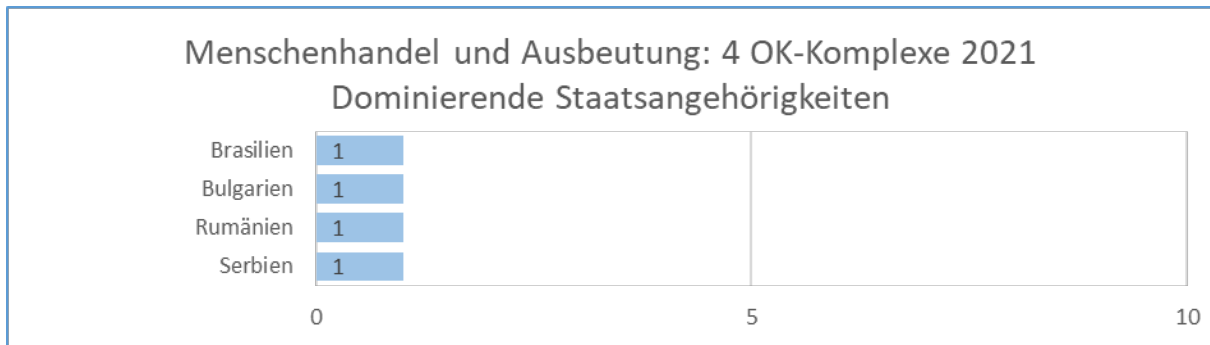 Menschenhandel und Ausbeutung: 4 OK-Komplexe 2021
Dominierende Staatsangehörigkeiten
Brasilien 1
Bulgarien 1
Rumänien 1
Serbien 1
0 5 10